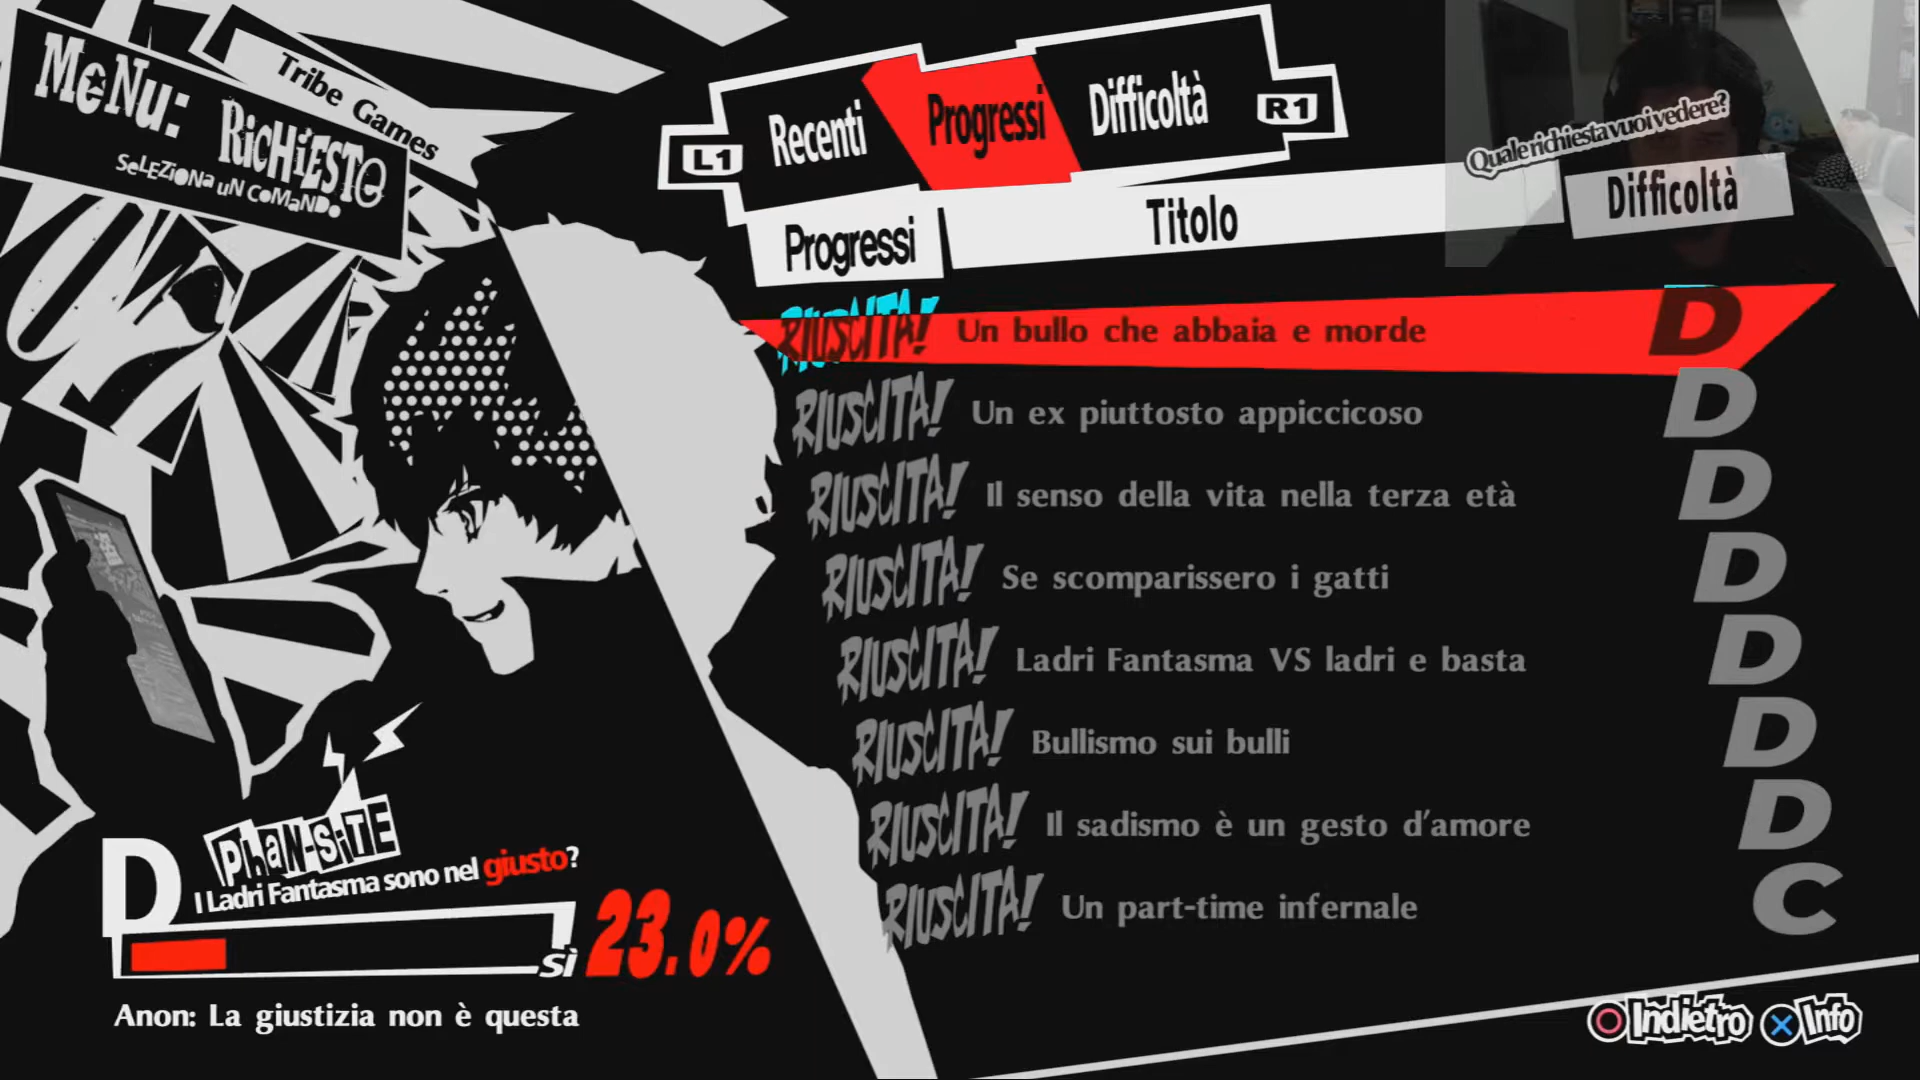 MeNu: RiCHiESTe
SeLEZiONa uN CoMaNDo
Tribe Games
L1 Recenti Progressi Difficoltà R1
Quale richiesta vuoi vedere?
Progressi Titolo Difficoltà
RIUSCITA! Un bullo che abbaia e morde D
RIUSCITA! Un ex piuttosto appiccicoso D
RIUSCITA! Il senso della vita nella terza età D
RIUSCITA! Se scomparissero i gatti D
RIUSCITA! Ladri Fantasma VS ladri e basta D
RIUSCITA! Bullismo sui bulli D
RIUSCITA! Il sadismo è un gesto d'amore D
RIUSCITA! Un part-time infernale C
D PhaN-SiTE
I Ladri Fantasma sono nel giusto?
sì 23.0%
Anon: La giustizia non è questa
Indietro Info